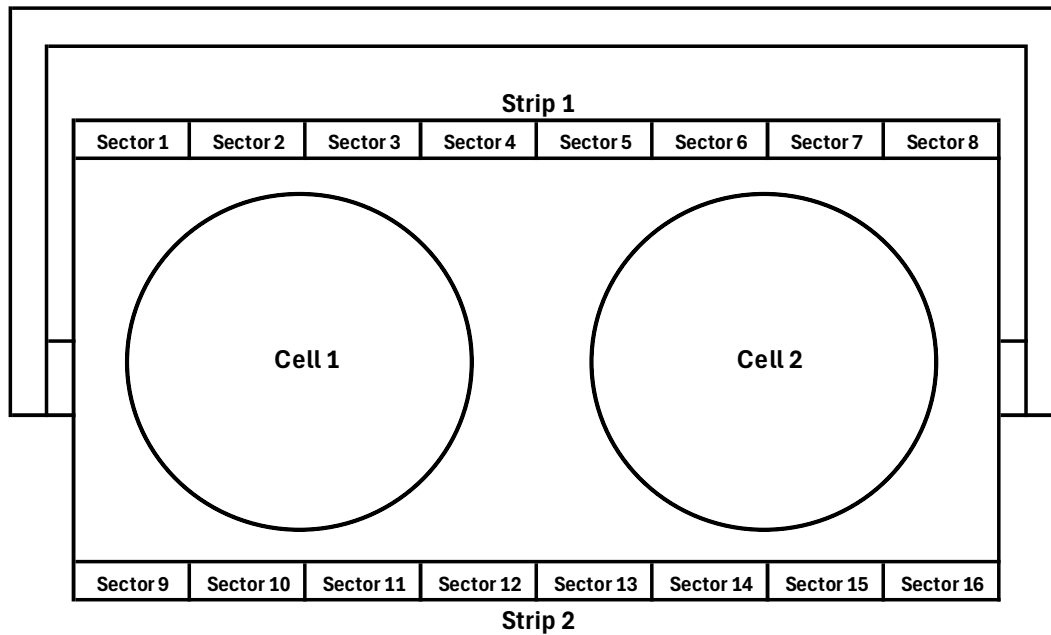 Strip 1
Sector 1 Sector 2 Sector 3 Sector 4 Sector 5 Sector 6 Sector 7 Sector 8
Cell 1 Cell 2
Sector 9 Sector 10 Sector 11 Sector 12 Sector 13 Sector 14 Sector 15 Sector 16
Strip 2